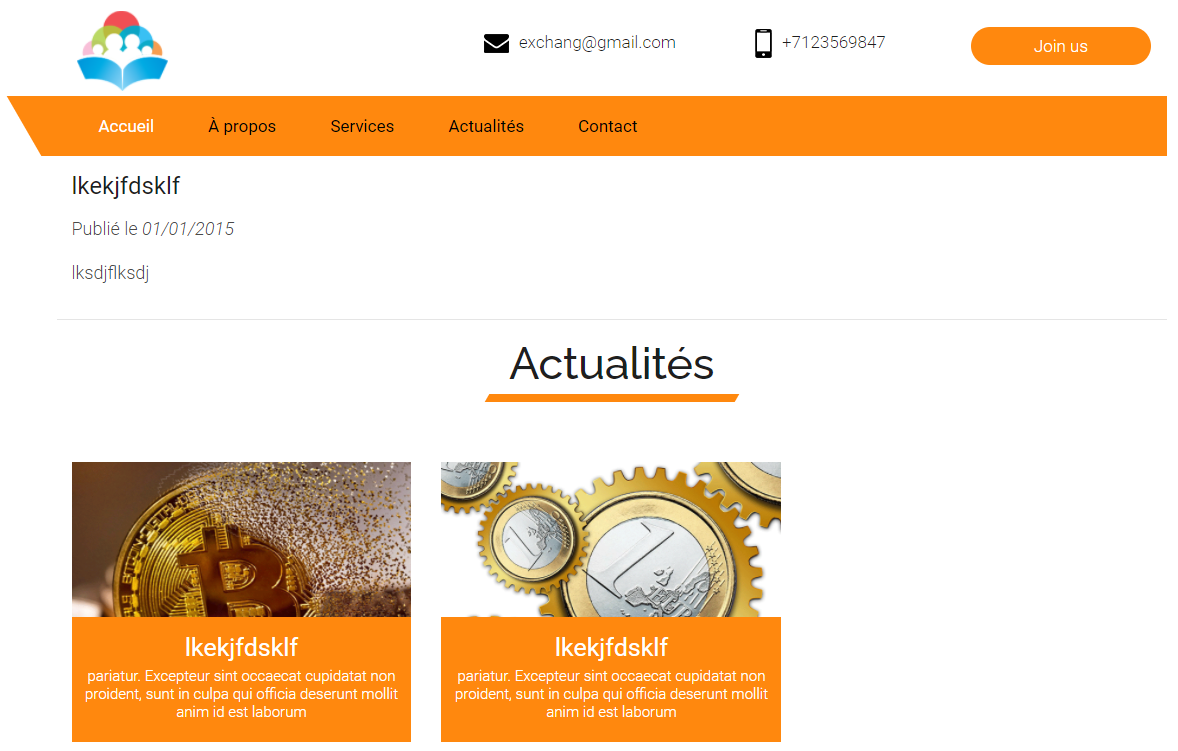 exchang@gmail.com
+7123569847
Join us
Accueil
À propos
Services
Actualités
Contact
lkekjfdsklf
Publié le 01/01/2015
lksdjflksdj
Actualités
lkekjfdsklf
pariatur. Excepteur sint occaecat cupidatat non
proident, sunt in culpa qui officia deserunt mollit
anim id est laborum
lkekjfdsklf
pariatur. Excepteur sint occaecat cupidatat non
proident, sunt in culpa qui officia deserunt mollit
anim id est laborum